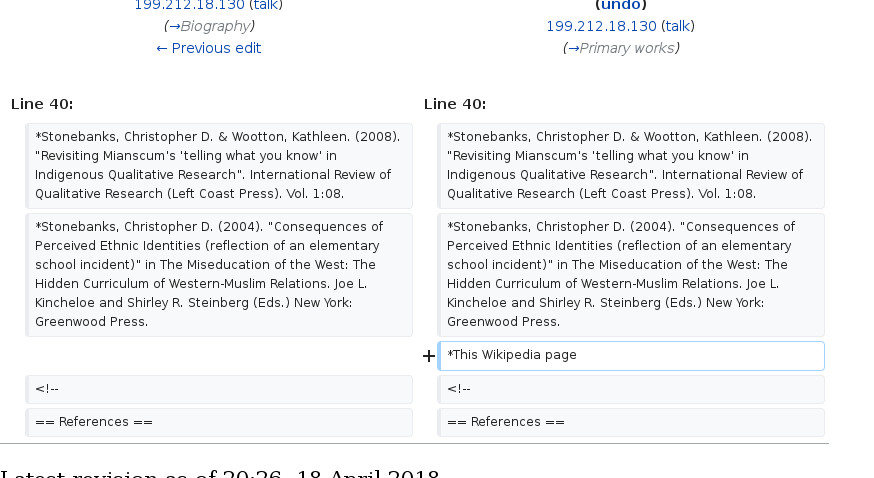 199.212.18.130 (talk)
(→Biography)
← Previous edit
(undo)
199.212.18.130 (talk)
(→Primary works)
Line 40:
*Stonebanks, Christopher D. & Wootton, Kathleen. (2008).
"Revisiting Mianscum's 'telling what you know' in
Indigenous Qualitative Research". International Review of
Qualitative Research (Left Coast Press). Vol. 1:08.
*Stonebanks, Christopher D. (2004). "Consequences of
Perceived Ethnic Identities (reflection of an elementary
school incident)" in The Miseducation of the West: The
Hidden Curriculum of Western-Muslim Relations. Joe L.
Kincheloe and Shirley R. Steinberg (Eds.) New York:
Greenwood Press.
<!--
== References ==
Line 40:
*Stonebanks, Christopher D. & Wootton, Kathleen. (2008).
"Revisiting Mianscum's 'telling what you know' in
Indigenous Qualitative Research". International Review of
Qualitative Research (Left Coast Press). Vol. 1:08.
*Stonebanks, Christopher D. (2004). "Consequences of
Perceived Ethnic Identities (reflection of an elementary
school incident)" in The Miseducation of the West: The
Hidden Curriculum of Western-Muslim Relations. Joe L.
Kincheloe and Shirley R. Steinberg (Eds.) New York:
Greenwood Press.
+ *This Wikipedia page
<!--
== References ==
Latest revision as of 20:26, 18 April 2018